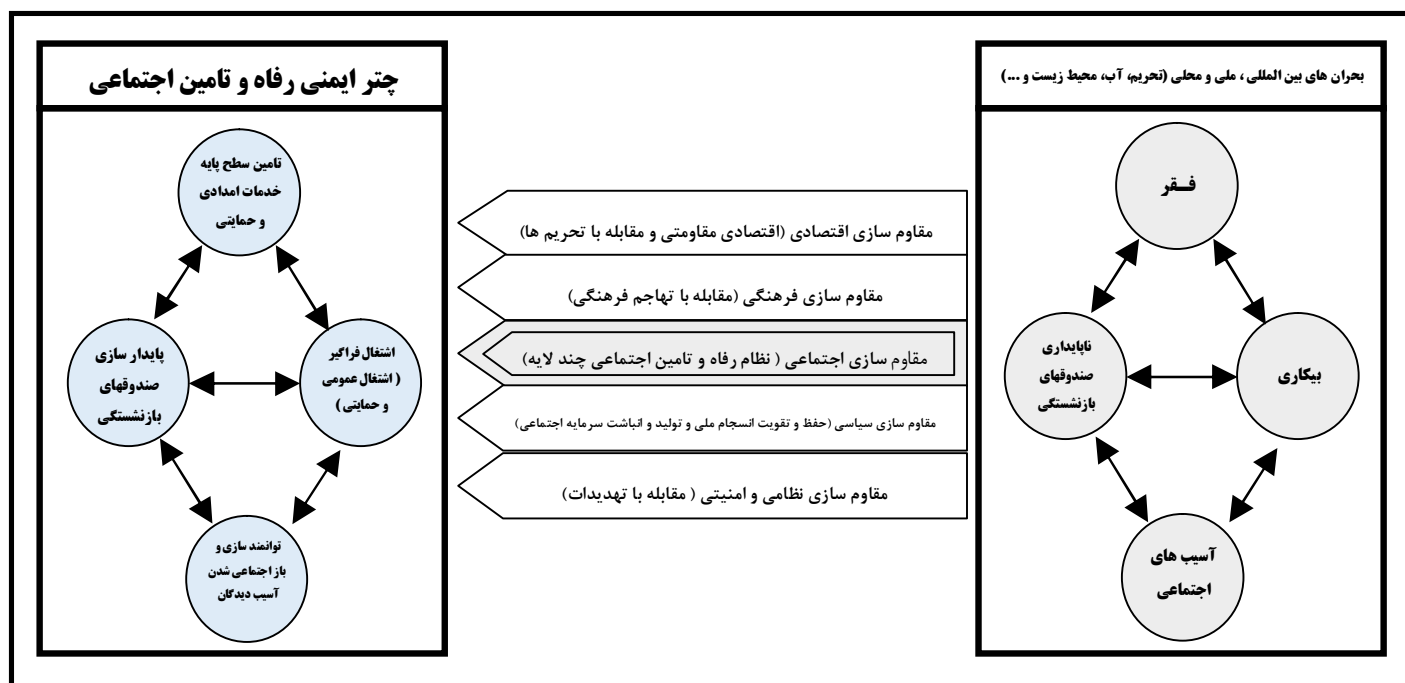 بحران های بین المللی ، ملی و محلی (تحریم، آب، محیط زیست و ...)
فــقر
ناپایداری
صندوقهای
بازنشستگی
بیکاری
آسیب های
اجتماعی
مقاوم سازی اقتصادی (اقتصادی مقاومتی و مقابله با تحریم ها)
مقاوم سازی فرهنگی (مقابله با تهاجم فرهنگی)
مقاوم سازی اجتماعی ( نظام رفاه و تامین اجتماعی چند لایه)
مقاوم سازی سیاسی (حفظ و تقویت انسجام ملی و تولید و انباشت سرمایه اجتماعی)
مقاوم سازی نظامی و امنیتی ( مقابله با تهدیدات)
چتر ایمنی رفاه و تامین اجتماعی
تامین سطح پایه
خدمات امدادی
و حمایتی
اشتغال فراگیر
( اشتغال عمومی
و حمایتی )
پایدار سازی
صندوقهای
بازنشستگی
توانمند سازی و
باز اجتماعی شدن
آسیب دیدگان